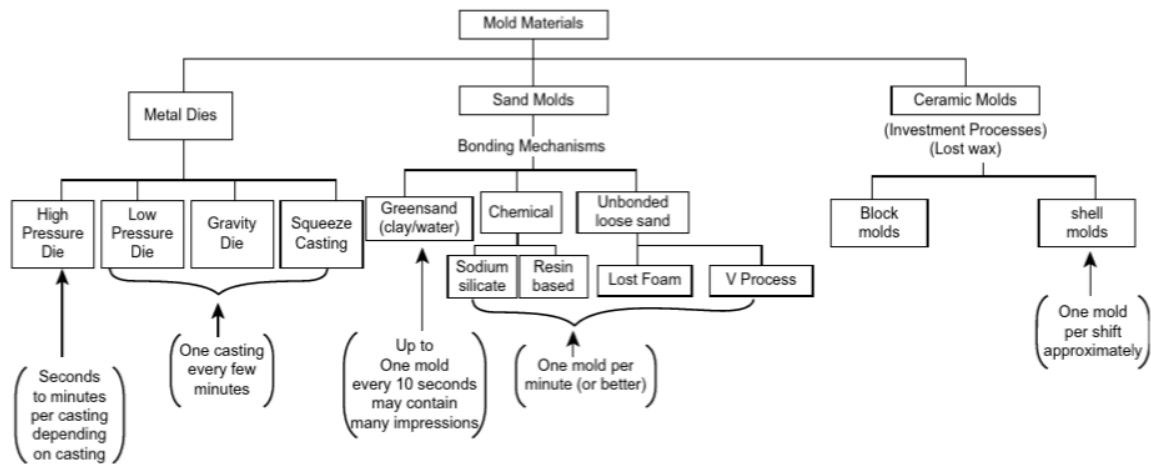 Mold Materials
Metal Dies
Sand Molds
Ceramic Molds
(Investment Processes)
(Lost wax)
Bonding Mechanisms
High
Pressure
Die
Low
Pressure
Die
Gravity
Die
Squeeze
Casting
Greensand
(clay/water)
Chemical
Unbonded
loose sand
Block
molds
shell
molds
Sodium
silicate
Resin
based
Lost Foam
V Process
Seconds
to minutes
per casting
depending
on casting
One casting
every few
minutes
Up to
One mold
every 10 seconds
may contain
many impressions
One mold per
minute (or better)
One mold
per shift
approximately